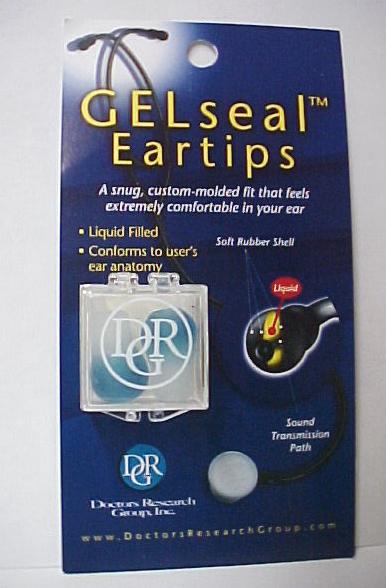 GELseal™
Eartips
A snug, custom-molded fit that feels
extremely comfortable in your ear
• Liquid Filled
• Conforms to user's
ear anatomy
Soft Rubber Shell
Liquid
DRG
Sound
Transmission
Path
DRG
Doctors Research
Group, Inc.
www.DoctorsResearchGroup.com